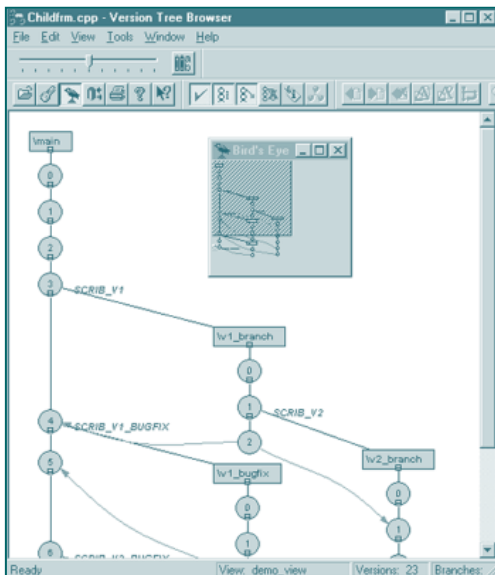 Childfrm.cpp - Version Tree Browser
File Edit View Tools Window Help
\main
Bird's Eye
0
1
2
3
SCRIB_V1
\v1_branch
0
1
SCRIB_V2
4
SCRIB_V1_BUGFIX
2
5
\v1_bugfix
\v2_branch
0
0
1
1
6
Ready View: demo_view Versions: 23 Branches: